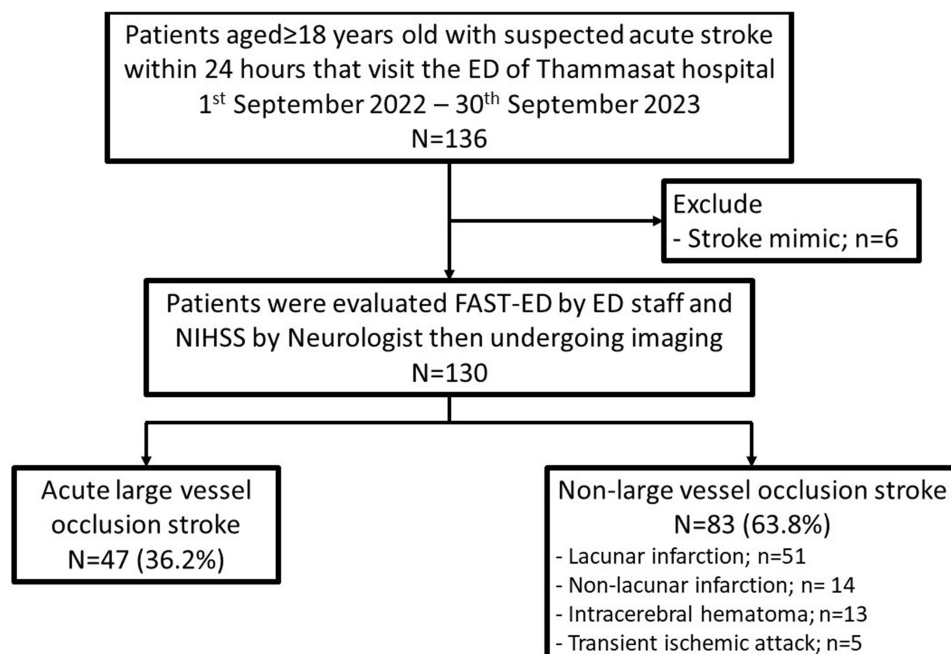 Patients aged≥18 years old with suspected acute stroke
within 24 hours that visit the ED of Thammasat hospital
1st September 2022 – 30th September 2023
N=136
Exclude
- Stroke mimic; n=6
Patients were evaluated FAST-ED by ED staff and
NIHSS by Neurologist then undergoing imaging
N=130
Acute large vessel
occlusion stroke
N=47 (36.2%)
Non-large vessel occlusion stroke
N=83 (63.8%)
- Lacunar infarction; n=51
- Non-lacunar infarction; n= 14
- Intracerebral hematoma; n=13
- Transient ischemic attack; n=5